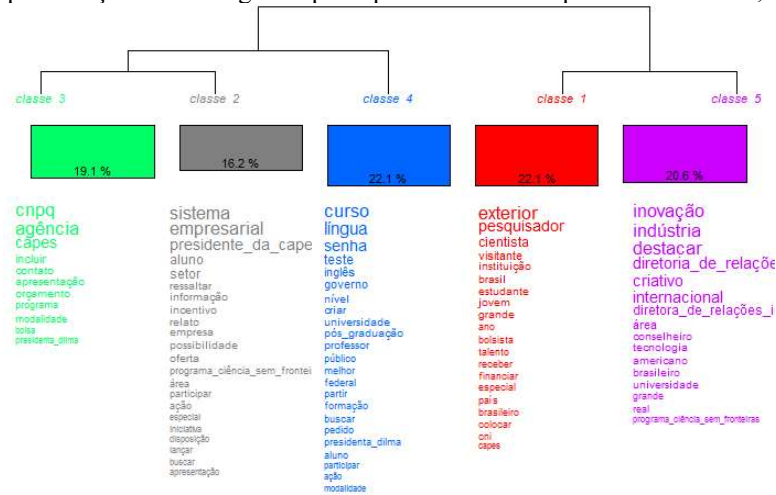 classe 3
classe 2
classe 4
classe 1
classe 5
19.1 %
16.2 %
22.1 %
22.1 %
20.6 %
cnpq
agência
capes
incluir
contato
apresentação
orçamento
programa
modalidade
bolsa
presidenta_dilma
sistema
empresarial
presidente_da_cape
aluno
setor
ressaltar
informação
incentivo
relato
empresa
possibilidade
oferta
programa_ciência_sem_frontei
área
participar
ação
especial
iniciativa
disposição
lançar
buscar
apresentação
curso
língua
senha
teste
inglês
governo
nível
criar
universidade
pós_graduação
professor
público
melhor
federal
partir
formação
buscar
pedido
presidenta_dilma
aluno
participar
ação
modalidade
exterior
pesquisador
cientista
visitante
instituição
brasil
estudante
jovem
grande
ano
bolsista
talento
receber
financiar
especial
país
brasileiro
colocar
cni
capes
inovação
indústria
destacar
diretoria_de_relaçõe
criativo
internacional
diretora_de_relações_i
área
conselheiro
tecnologia
americano
brasileiro
universidade
grande
real
programa_ciência_sem_fronteiras